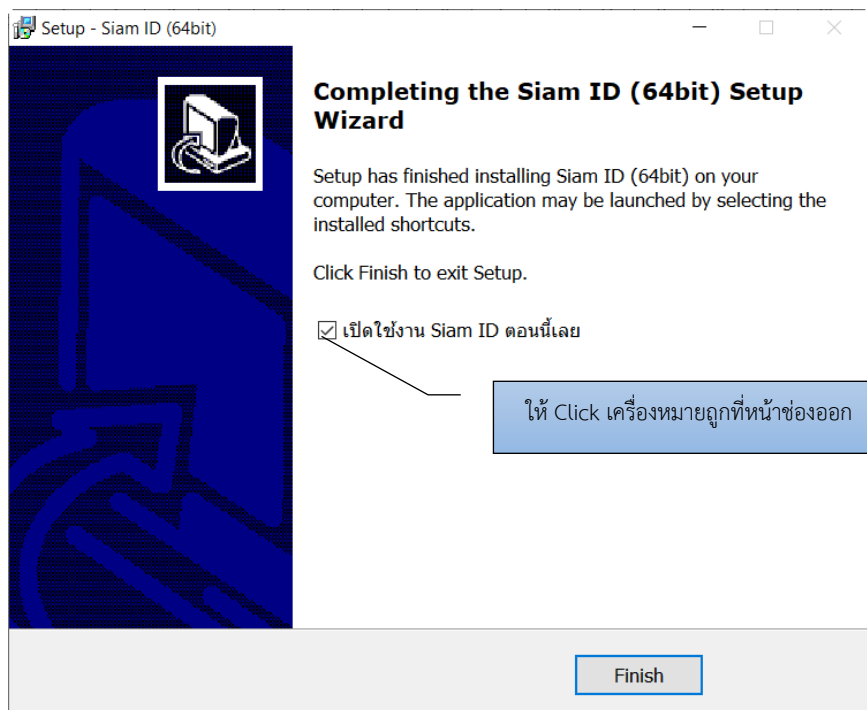 Setup - Siam ID (64bit)
Completing the Siam ID (64bit) Setup
Wizard
Setup has finished installing Siam ID (64bit) on your
computer. The application may be launched by selecting the
installed shortcuts.
Click Finish to exit Setup.
เปิดใช้งาน Siam ID ตอนนี้เลย
ให้ Click เครื่องหมายถูกที่หน้าช่องออก
Finish